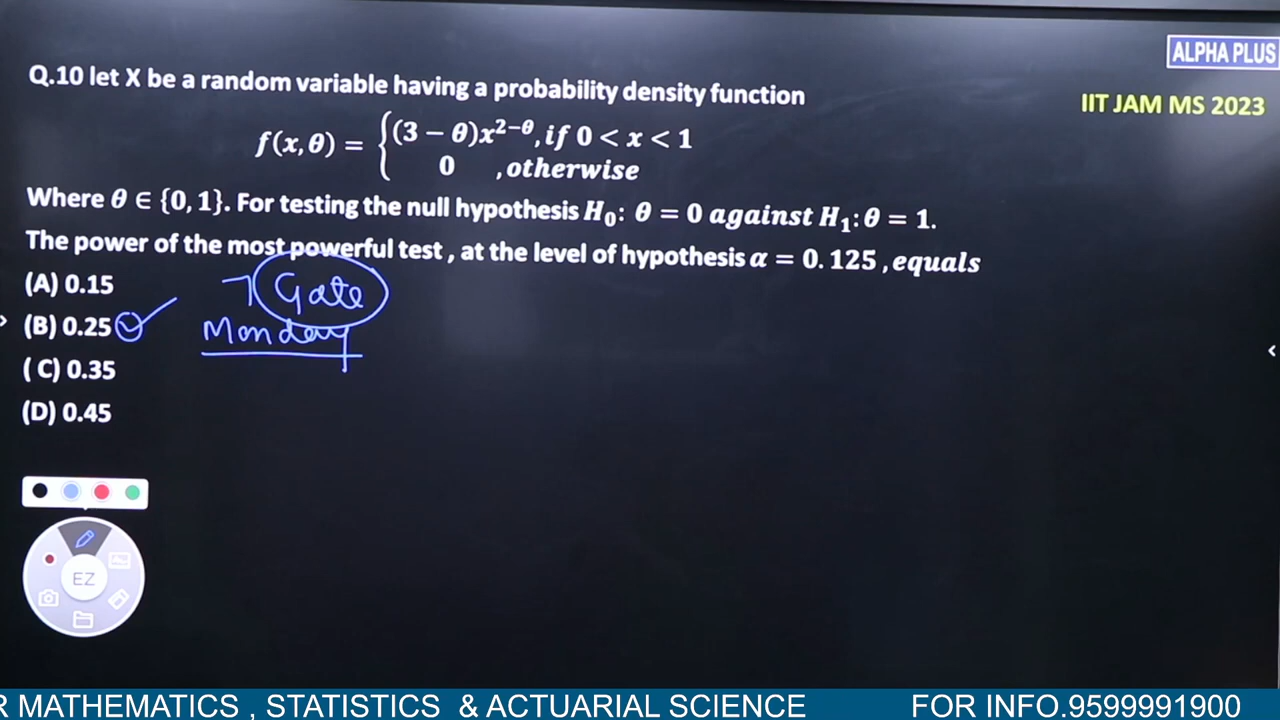 ALPHA PLUS
Q.10 let X be a random variable having a probability density function
IIT JAM MS 2023
f(x, θ) = { (3 − θ)x^{2−θ}, if 0 < x < 1
0 , otherwise
Where θ ∈ {0, 1}. For testing the null hypothesis H₀: θ = 0 against H₁: θ = 1.
The power of the most powerful test , at the level of hypothesis α = 0.125 , equals
(A) 0.15
Gate
(B) 0.25
Monday
( C) 0.35
(D) 0.45
EZ
R MATHEMATICS , STATISTICS & ACTUARIAL SCIENCE FOR INFO.9599991900